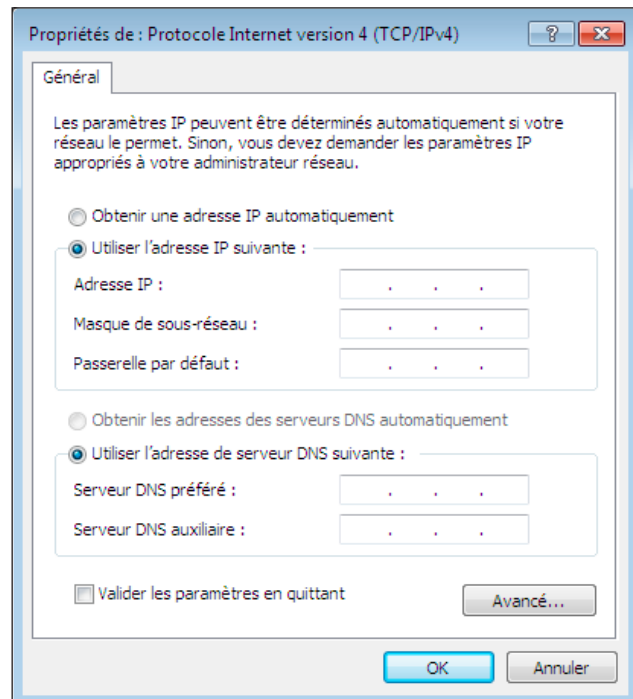 Propriétés de : Protocole Internet version 4 (TCP/IPv4)
Général
Les paramètres IP peuvent être déterminés automatiquement si votre
réseau le permet. Sinon, vous devez demander les paramètres IP
appropriés à votre administrateur réseau.
Obtenir une adresse IP automatiquement
Utiliser l'adresse IP suivante :
Adresse IP :
Masque de sous-réseau :
Passerelle par défaut :
Obtenir les adresses des serveurs DNS automatiquement
Utiliser l'adresse de serveur DNS suivante :
Serveur DNS préféré :
Serveur DNS auxiliaire :
Valider les paramètres en quittant
Avancé...
OK
Annuler